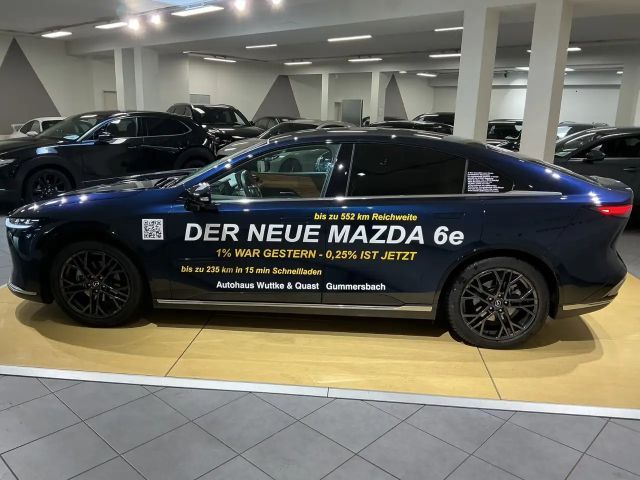 bis zu 552 km Reichweite
DER NEUE MAZDA 6e
1% WAR GESTERN - 0,25% IST JETZT
bis zu 235 km in 15 min Schnellladen
Autohaus Wuttke & Quast Gummersbach